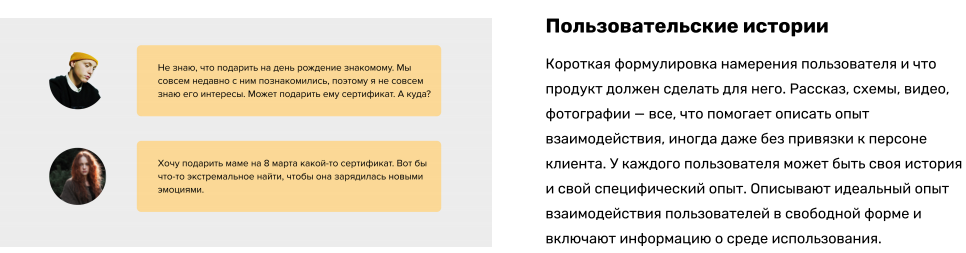 Не знаю, что подарить на день рождение знакомому. Мы
совсем недавно с ним познакомились, поэтому я не совсем
знаю его интересы. Может подарить ему сертификат. А куда?
Хочу подарить маме на 8 марта какой-то сертификат. Вот бы
что-то экстремальное найти, чтобы она зарядилась новыми
эмоциями.
Пользовательские истории
Короткая формулировка намерения пользователя и что
продукт должен сделать для него. Рассказ, схемы, видео,
фотографии — все, что помогает описать опыт
взаимодействия, иногда даже без привязки к персоне
клиента. У каждого пользователя может быть своя история
и свой специфический опыт. Описывают идеальный опыт
взаимодействия пользователей в свободной форме и
включают информацию о среде использования.